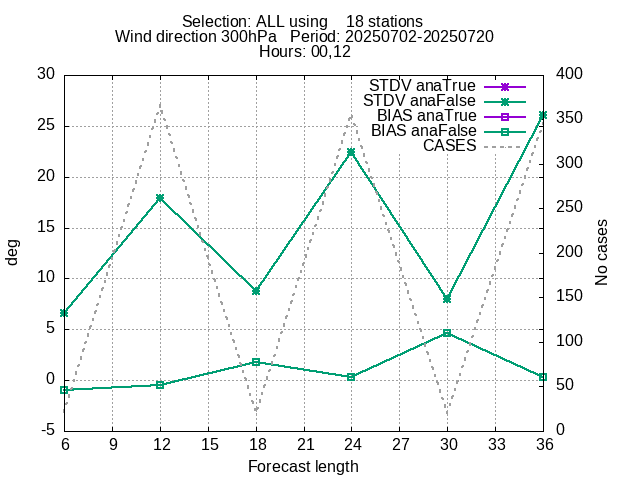 Selection: ALL using 18 stations
Wind direction 300hPa Period: 20250702-20250720
Hours: 00,12
STDV anaTrue
STDV anaFalse
BIAS anaTrue
BIAS anaFalse
CASES
30
25
20
15
10
5
0
-5
deg
400
350
300
250
200
150
100
50
0
No cases
6 9 12 15 18 21 24 27 30 33 36
Forecast length